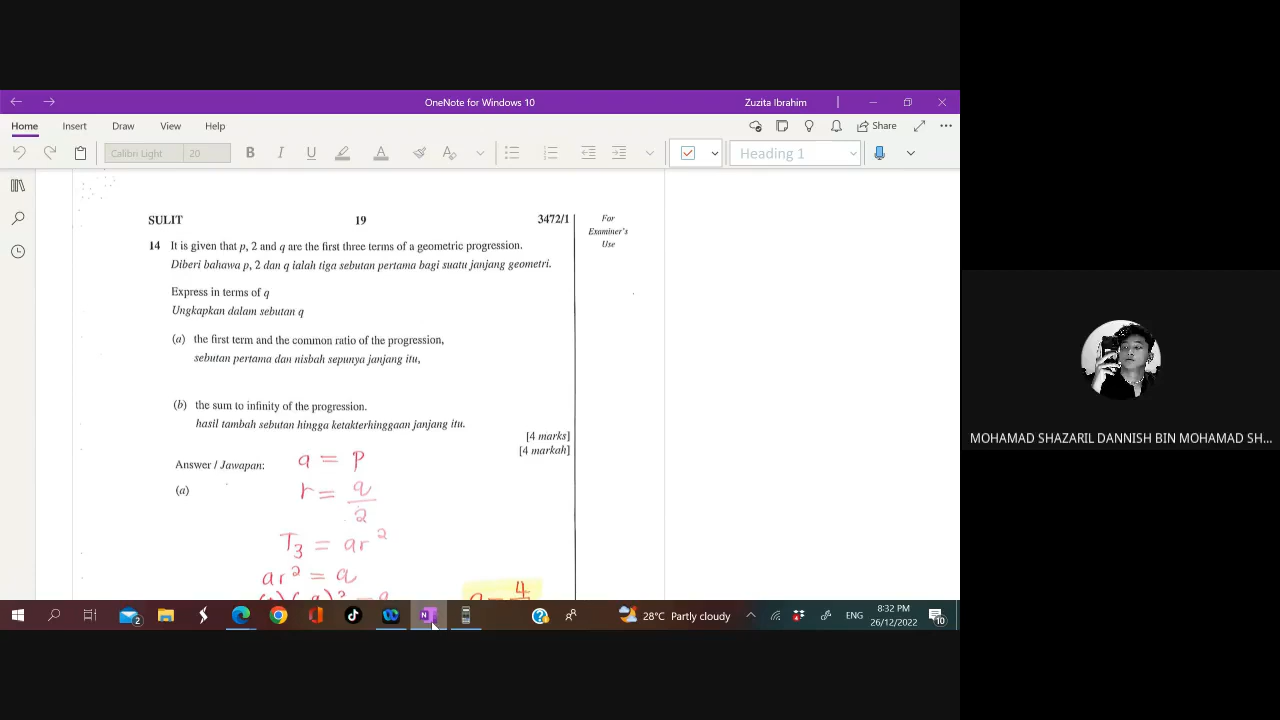 OneNote for Windows 10
Zuzita Ibrahim
Home Insert Draw View Help
Share
Calibri Light 20 B I U A Heading 1
SULIT 19 3472/1
For
Examiner's
Use
14 It is given that p, 2 and q are the first three terms of a geometric progression.
Diberi bahawa p, 2 dan q ialah tiga sebutan pertama bagi suatu janjang geometri.
Express in terms of q
Ungkapkan dalam sebutan q
(a) the first term and the common ratio of the progression,
sebutan pertama dan nisbah sepunya janjang itu,
(b) the sum to infinity of the progression.
hasil tambah sebutan hingga ketakterhinggaan janjang itu.
[4 marks]
[4 markah]
Answer / Jawapan:
a = p
(a)
r = q/2
T3 = ar²
ar² = q
MOHAMAD SHAZARIL DANNISH BIN MOHAMAD SH...
2
28°C Partly cloudy
ENG
8:32 PM
26/12/2022
10